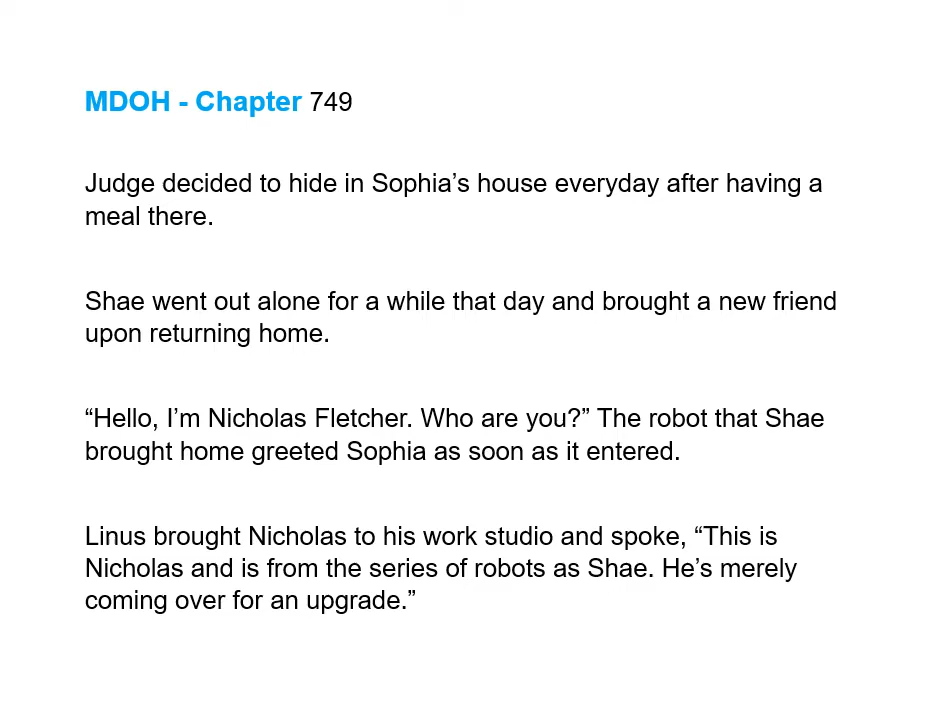 MDOH - Chapter 749
Judge decided to hide in Sophia’s house everyday after having a
meal there.
Shae went out alone for a while that day and brought a new friend
upon returning home.
“Hello, I’m Nicholas Fletcher. Who are you?” The robot that Shae
brought home greeted Sophia as soon as it entered.
Linus brought Nicholas to his work studio and spoke, “This is
Nicholas and is from the series of robots as Shae. He’s merely
coming over for an upgrade.”